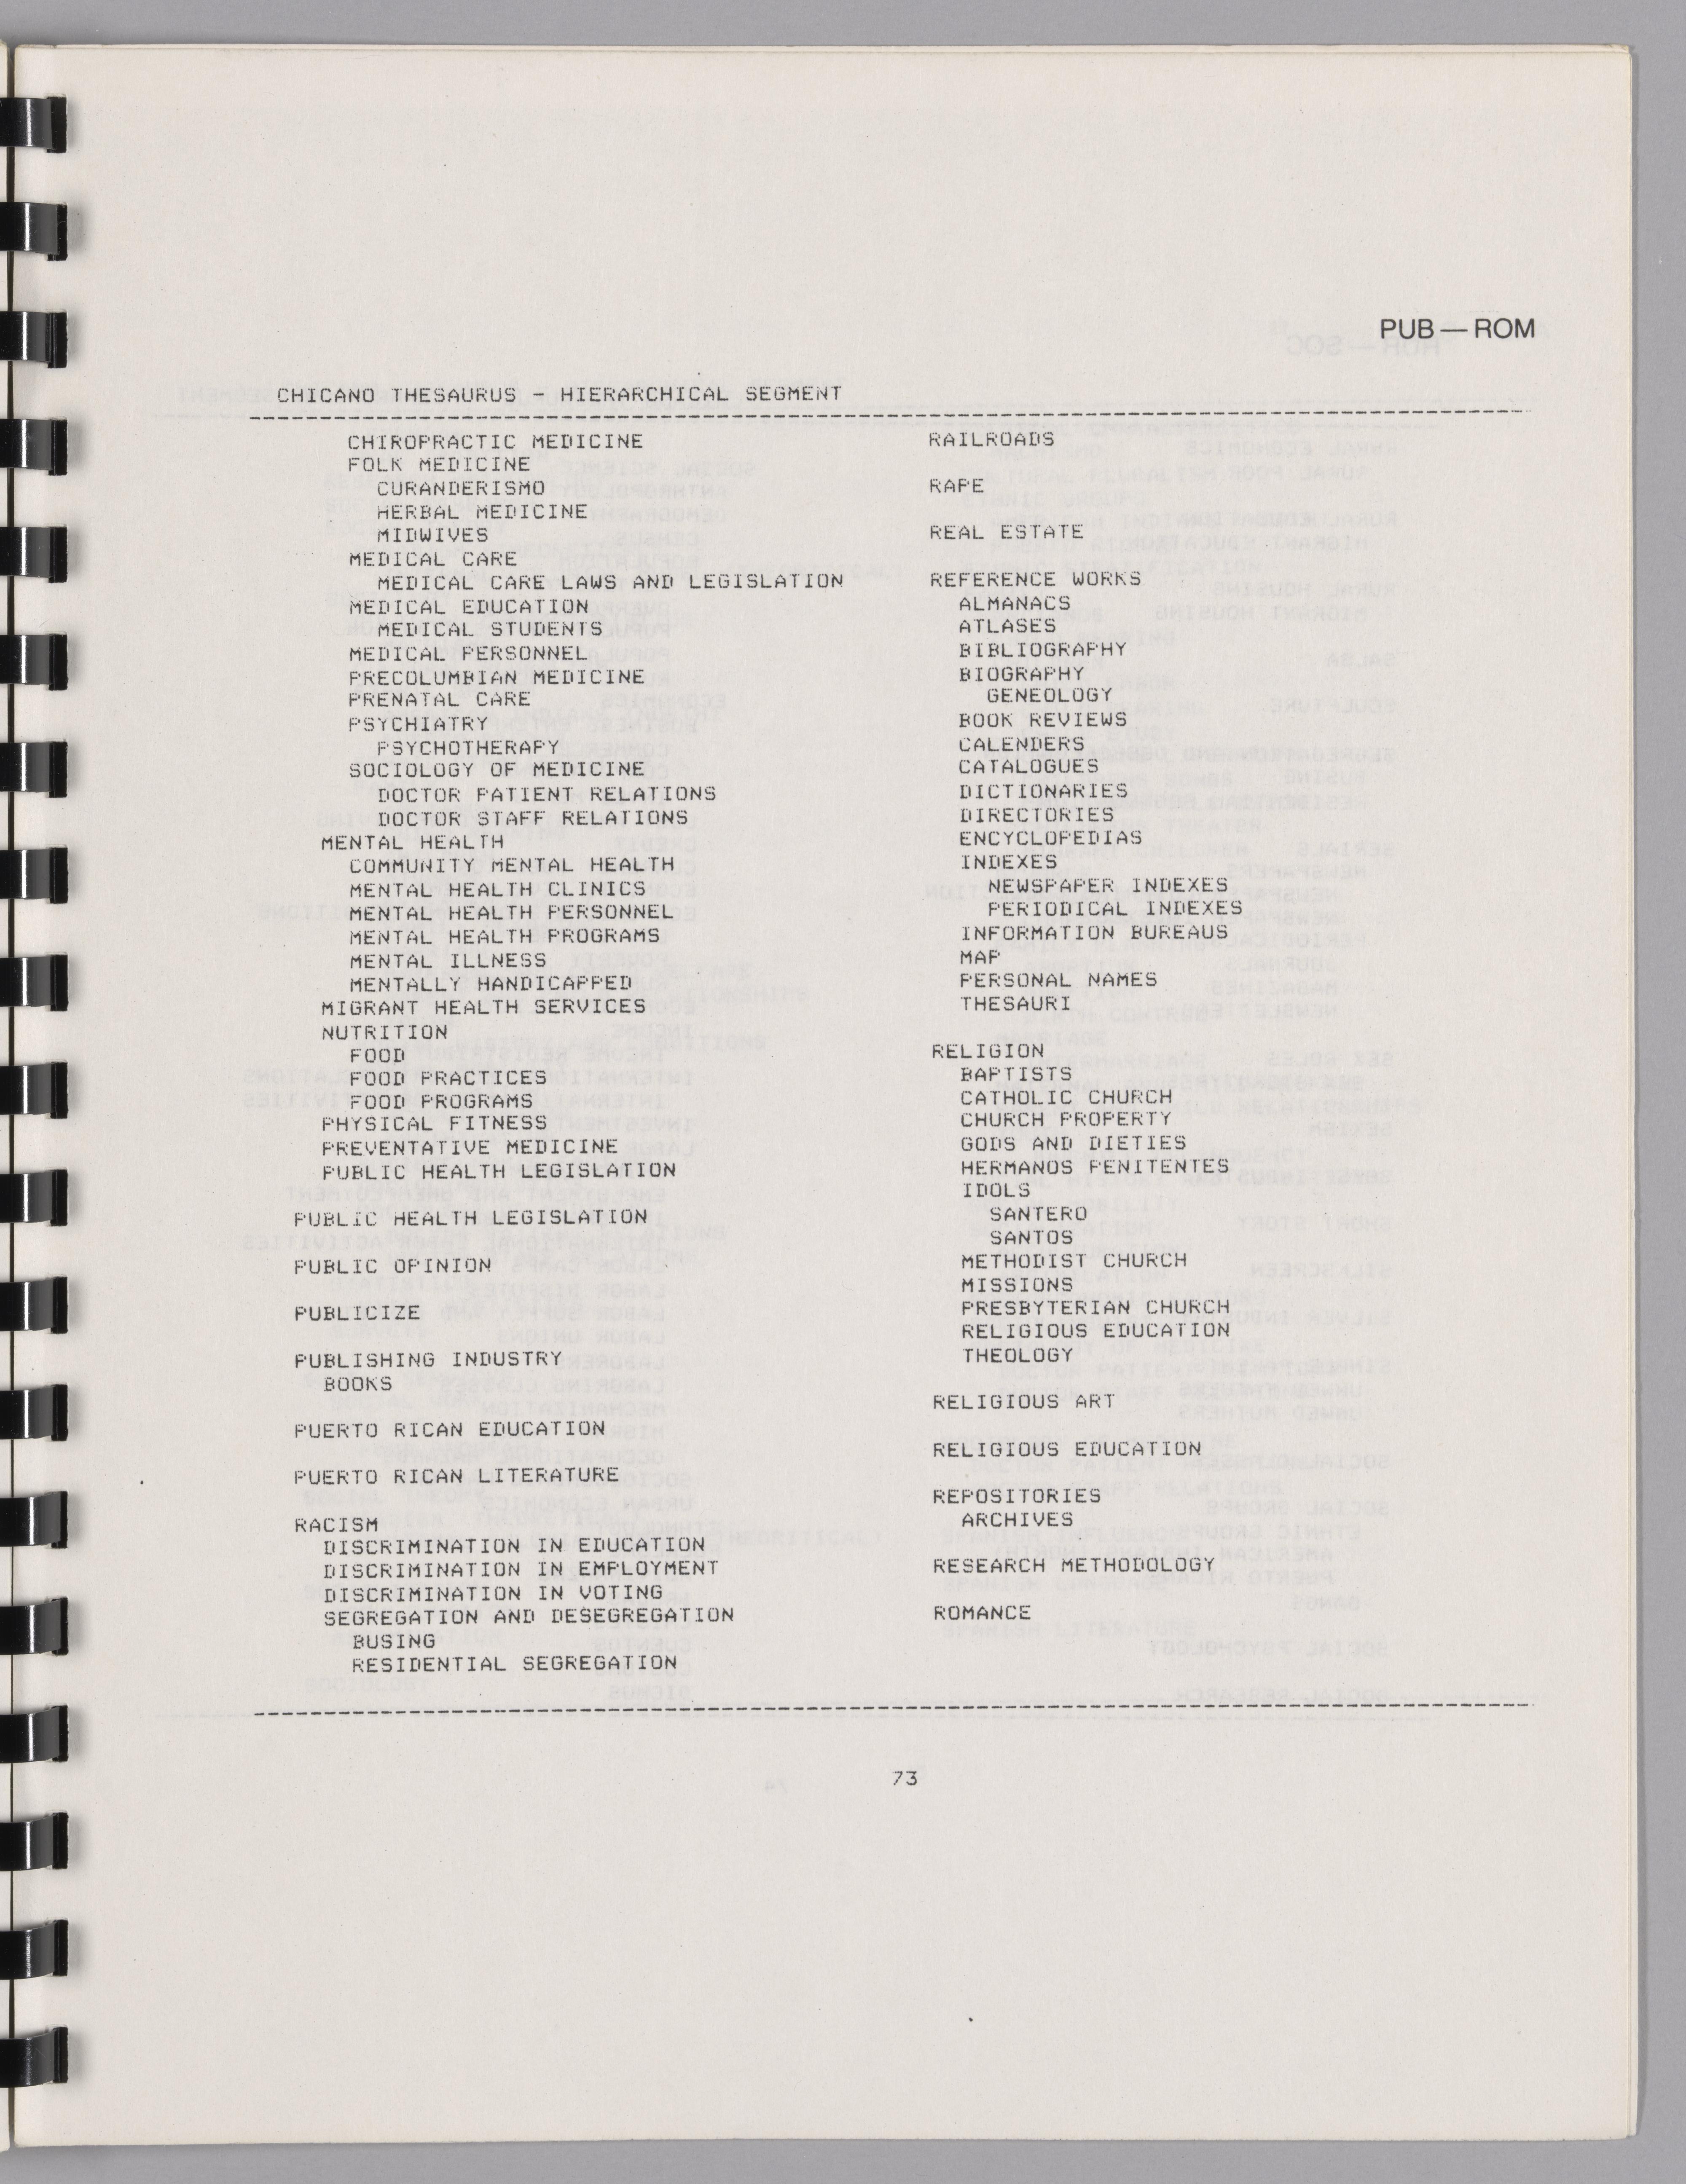 PUB — ROM
CHICANO THESAURUS - HIERARCHICAL SEGMENT
CHIROPRACTIC MEDICINE
FOLK MEDICINE
CURANDERISMO
HERBAL MEDICINE
MIDWIVES
MEDICAL CARE
MEDICAL CARE LAWS AND LEGISLATION
MEDICAL EDUCATION
MEDICAL STUDENTS
MEDICAL PERSONNEL
PRECOLUMBIAN MEDICINE
PRENATAL CARE
PSYCHIATRY
PSYCHOTHERAPY
SOCIOLOGY OF MEDICINE
DOCTOR PATIENT RELATIONS
DOCTOR STAFF RELATIONS
MENTAL HEALTH
COMMUNITY MENTAL HEALTH
MENTAL HEALTH CLINICS
MENTAL HEALTH PERSONNEL
MENTAL HEALTH PROGRAMS
MENTAL ILLNESS
MENTALLY HANDICAPPED
MIGRANT HEALTH SERVICES
NUTRITION
FOOD
FOOD PRACTICES
FOOD PROGRAMS
PHYSICAL FITNESS
PREVENTATIVE MEDICINE
PUBLIC HEALTH LEGISLATION
PUBLIC HEALTH LEGISLATION
PUBLIC OPINION
PUBLICIZE
PUBLISHING INDUSTRY
BOOKS
PUERTO RICAN EDUCATION
PUERTO RICAN LITERATURE
RACISM
DISCRIMINATION IN EDUCATION
DISCRIMINATION IN EMPLOYMENT
DISCRIMINATION IN VOTING
SEGREGATION AND DESEGREGATION
BUSING
RESIDENTIAL SEGREGATION
RAILROADS
RAPE
REAL ESTATE
REFERENCE WORKS
ALMANACS
ATLASES
BIBLIOGRAPHY
BIOGRAPHY
GENEOLOGY
BOOK REVIEWS
CALENDERS
CATALOGUES
DICTIONARIES
DIRECTORIES
ENCYCLOPEDIAS
INDEXES
NEWSPAPER INDEXES
PERIODICAL INDEXES
INFORMATION BUREAUS
MAP
PERSONAL NAMES
THESAURI
RELIGION
BAPTISTS
CATHOLIC CHURCH
CHURCH PROPERTY
GODS AND DIETIES
HERMANOS PENITENTES
IDOLS
SANTERO
SANTOS
METHODIST CHURCH
MISSIONS
PRESBYTERIAN CHURCH
RELIGIOUS EDUCATION
THEOLOGY
RELIGIOUS ART
RELIGIOUS EDUCATION
REPOSITORIES
ARCHIVES
RESEARCH METHODOLOGY
ROMANCE
73